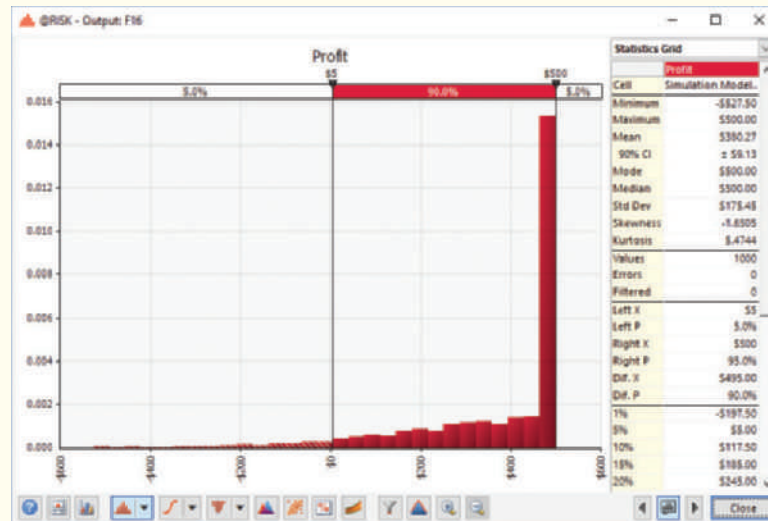 @RISK - Output: F16
Profit
$5 $500
5.0% 90.0% 5.0%
0.016
0.014
0.012
0.010
0.008
0.006
0.004
0.002
0.000
-$600 -$400 -$200 $0 $200 $400 $600
Statistics Grid
Profit
Cell Simulation Model..
Minimum -$527.50
Maximum $500.00
Mean $380.27
90% CI ± $9.13
Mode $500.00
Median $500.00
Std Dev $175.45
Skewness -1.6505
Kurtosis 5.4744
Values 1000
Errors 0
Filtered 0
Left X $5
Left P 5.0%
Right X $500
Right P 95.0%
Dif. X $495.00
Dif. P 90.0%
1% -$197.50
5% $5.00
10% $117.50
15% $185.00
20% $245.00
Close